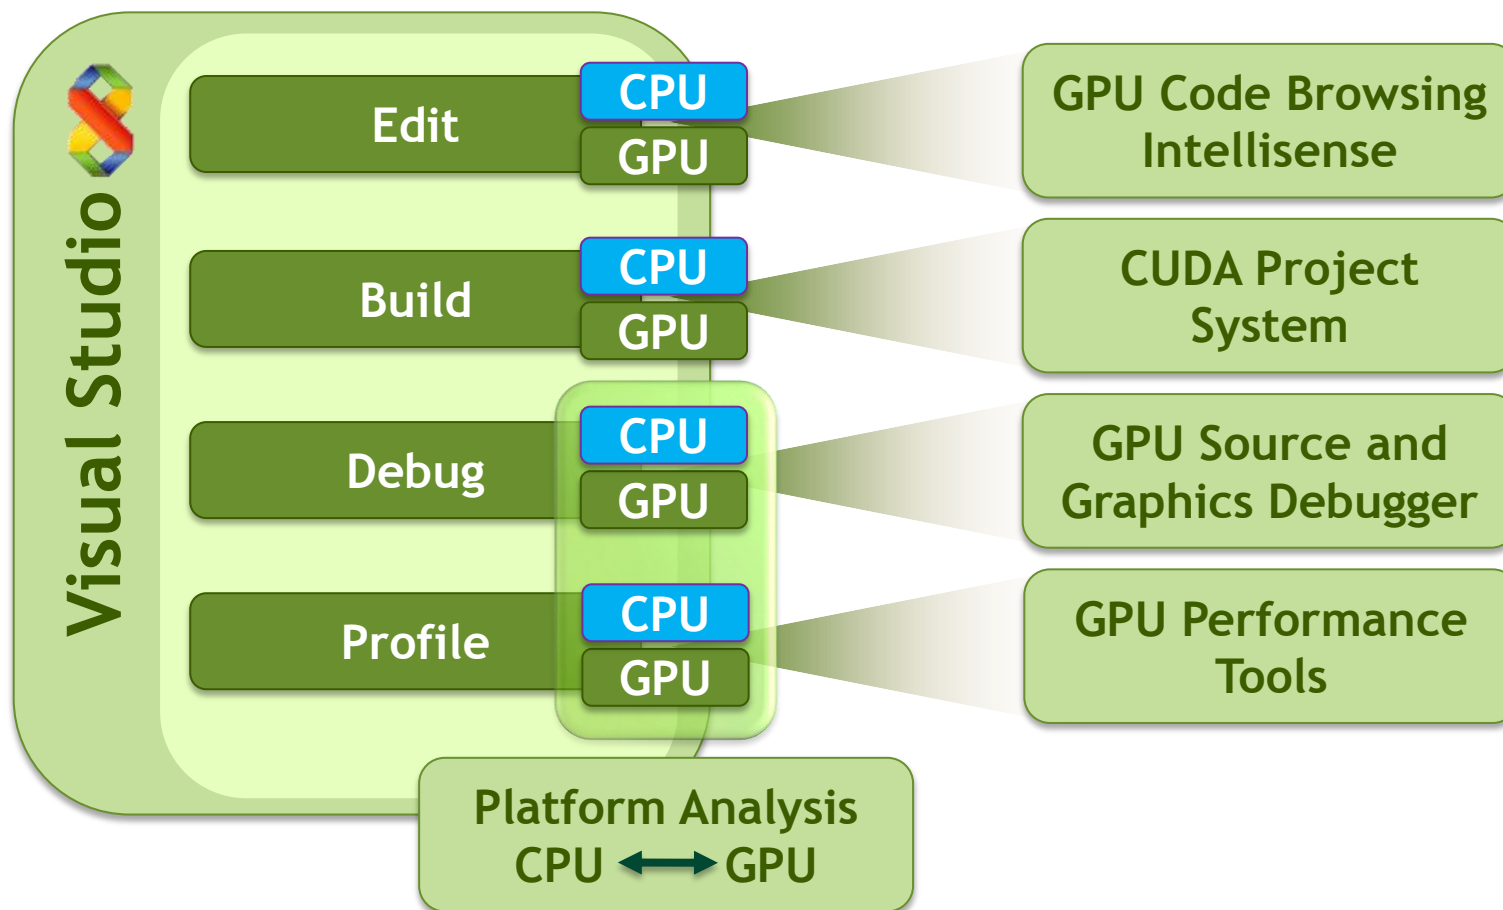 Visual Studio
Edit
CPU
GPU
GPU Code Browsing
Intellisense
Build
CPU
GPU
CUDA Project
System
Debug
CPU
GPU
GPU Source and
Graphics Debugger
Profile
CPU
GPU
GPU Performance
Tools
Platform Analysis
CPU GPU